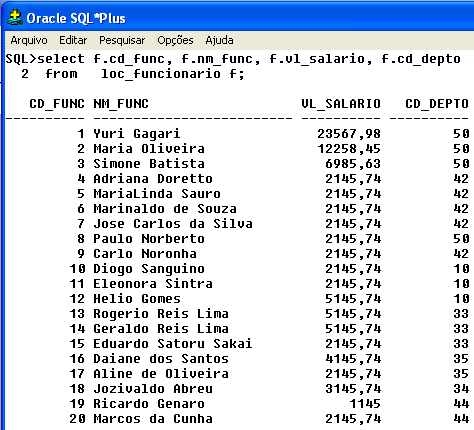 Oracle SQL*Plus
Arquivo Editar Pesquisar Opções Ajuda
SQL>select f.cd_func, f.nm_func, f.vl_salario, f.cd_depto
2 from loc_funcionario f;
CD_FUNC NM_FUNC VL_SALARIO CD_DEPTO
---------- ------------------------- ---------- ----------
1 Yuri Gagari 23567,98 50
2 Maria Oliveira 12258,45 50
3 Simone Batista 6985,63 50
4 Adriana Doretto 2145,74 42
5 MariaLinda Sauro 2145,74 42
6 Marinaldo de Souza 2145,74 42
7 Jose Carlos da Silva 2145,74 42
8 Paulo Norberto 2145,74 50
9 Carlo Noronha 2145,74 42
10 Diogo Sanguino 2145,74 10
11 Eleonora Sintra 2145,74 10
12 Helio Gomes 5145,74 10
13 Rogerio Reis Lima 5145,74 33
14 Geraldo Reis Lima 5145,74 33
15 Eduardo Satoru Sakai 2145,74 33
16 Daiane dos Santos 4145,74 35
17 Aline de Oliveira 2145,74 35
18 Jozivaldo Abreu 3145,74 34
19 Ricardo Genaro 1145 44
20 Marcos da Cunha 2145,74 44